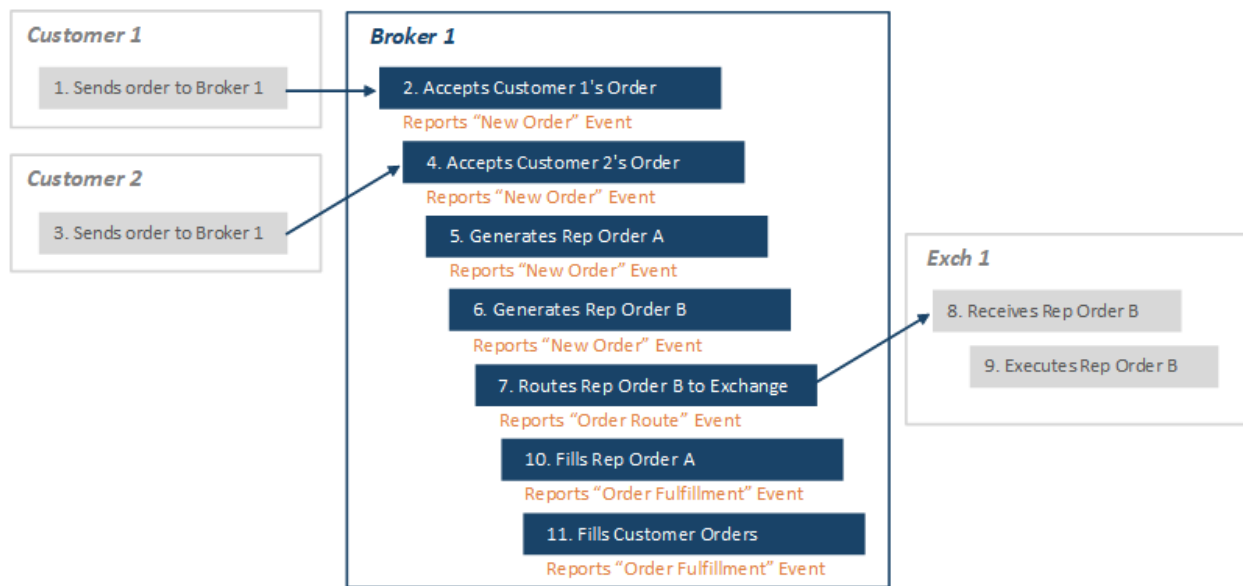 Customer 1
1. Sends order to Broker 1
Customer 2
3. Sends order to Broker 1
Broker 1
2. Accepts Customer 1's Order
Reports “New Order” Event
4. Accepts Customer 2's Order
Reports “New Order” Event
5. Generates Rep Order A
Reports “New Order” Event
6. Generates Rep Order B
Reports “New Order” Event
7. Routes Rep Order B to Exchange
Reports “Order Route” Event
10. Fills Rep Order A
Reports “Order Fulfillment” Event
11. Fills Customer Orders
Reports “Order Fulfillment” Event
Exch 1
8. Receives Rep Order B
9. Executes Rep Order B